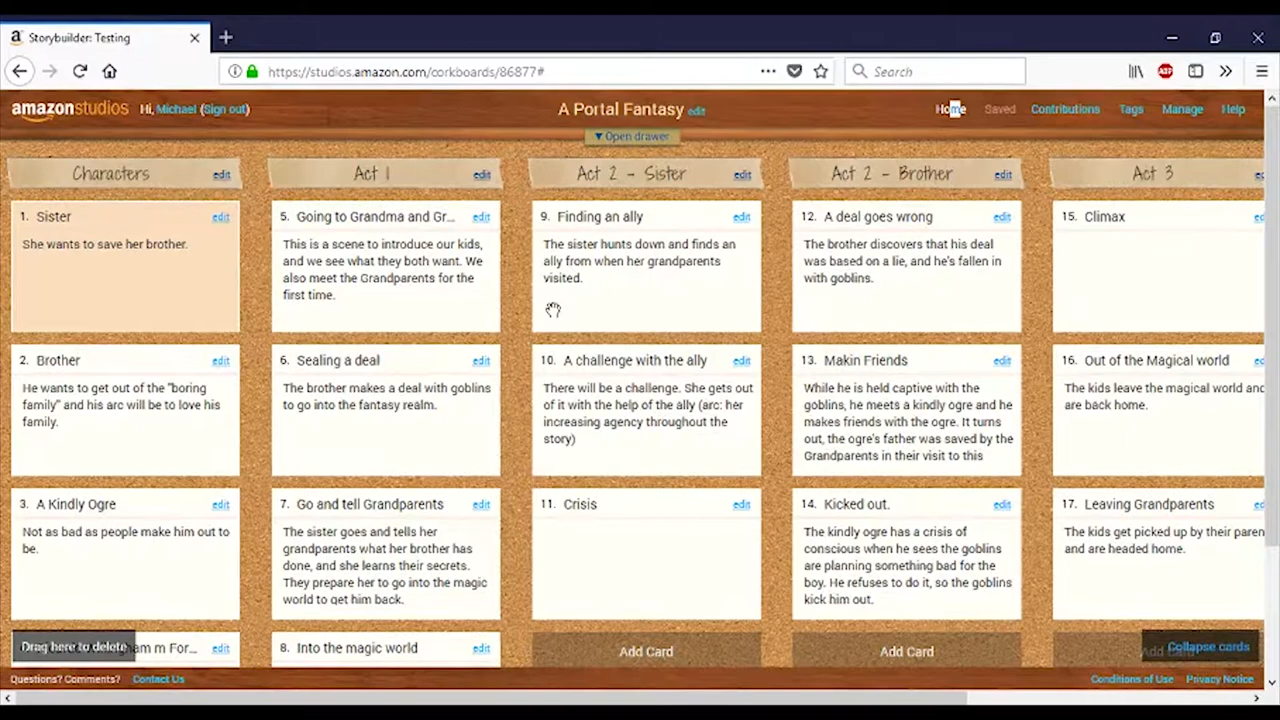 Storybuilder: Testing
https://studios.amazon.com/corkboards/86877#
Search
ABP
amazonstudios Hi, Michael (Sign out)
A Portal Fantasy edit
Home Saved Contributions Tags Manage Help
▼ Open drawer
Characters edit
1. Sister edit
She wants to save her brother.
2. Brother edit
He wants to get out of the "boring
family" and his arc will be to love his
family.
3. A Kindly Ogre edit
Not as bad as people make him out to
be.
Drag here to delete
m For... edit
Act 1 edit
5. Going to Grandma and Gr... edit
This is a scene to introduce our kids,
and we see what they both want. We
also meet the Grandparents for the
first time.
6. Sealing a deal edit
The brother makes a deal with goblins
to go into the fantasy realm.
7. Go and tell Grandparents edit
The sister goes and tells her
grandparents what her brother has
done, and she learns their secrets.
They prepare her to go into the magic
world to get him back.
8. Into the magic world edit
Act 2 - Sister edit
9. Finding an ally edit
The sister hunts down and finds an
ally from when her grandparents
visited.
10. A challenge with the ally edit
There will be a challenge. She gets out
of it with the help of the ally (arc: her
increasing agency throughout the
story)
11. Crisis edit
Add Card
Act 2 - Brother edit
12. A deal goes wrong edit
The brother discovers that his deal
was based on a lie, and he's fallen in
with goblins.
13. Makin Friends edit
While he is held captive with the
goblins, he meets a kindly ogre and he
makes friends with the ogre. It turns
out, the ogre's father was saved by the
Grandparents in their visit to this
14. Kicked out. edit
The kindly ogre has a crisis of
conscious when he sees the goblins
are planning something bad for the
boy. He refuses to do it, so the goblins
kick him out.
Add Card
Act 3
15. Climax
16. Out of the Magical world
The kids leave the magical world and
are back home.
17. Leaving Grandparents
The kids get picked up by their paren
and are headed home.
Collapse cards
Questions? Comments? Contact Us
Conditions of Use Privacy Notice